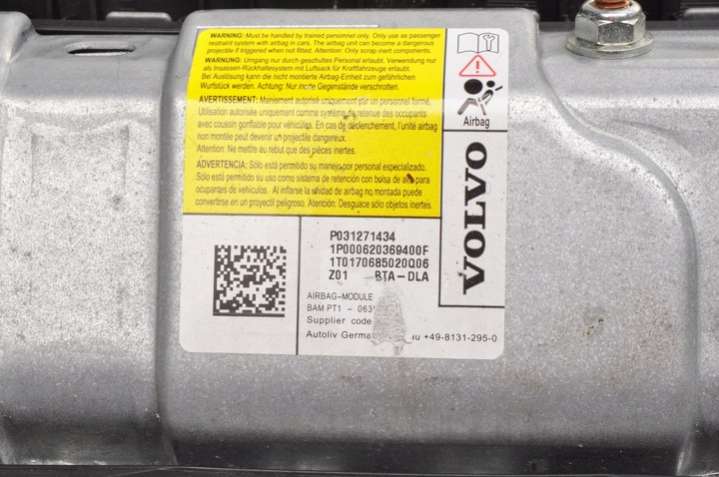 WARNING: Must be handled by trained personnel only. Only use as passenger
restraint system with airbag in cars. The airbag unit can become a dangerous
projectile if triggered when not fitted. Attention: Only scrap inert components.
WARNUNG: Umgang nur durch geschultes Personal erlaubt. Verwendung nur
als Insassen-Rückhaltesystem mit Luftsack für Kraftfahrzeuge erlaubt.
Bei Auslösung kann die nicht montierte Airbag-Einheit zum gefährlichen
Wurfstück werden. Achtung: Nur inerte Gegenstände verschrotten.
AVERTISSEMENT: Maniement autorisé uniquement par un personnel formé.
Utilisation autorisée uniquement comme système de retenue des occupants
avec coussin gonflable pour véhicules. En cas de déclenchement, l'unité airbag
non montée peut devenir un projectile dangereux.
Attention: Ne mettre au rebut que des pièces inertes.
ADVERTENCIA: Sólo está permitido su manejo por personal especializado.
Sólo está permitido su uso como sistema de retención con bolsa de aire para
ocupantes de vehículos. Al inflarse la unidad de airbag no montada puede
convertirse en un proyectil peligroso. Atención: Desguace sólo objetos inertes.
Airbag
VOLVO
P031271434
1P000620369400F
1T0170685020Q06
Z01 BTA-DLA
AIRBAG-MODULE
BAM PT1 - 063
Supplier code
Autoliv Germa +49-8131-295-0